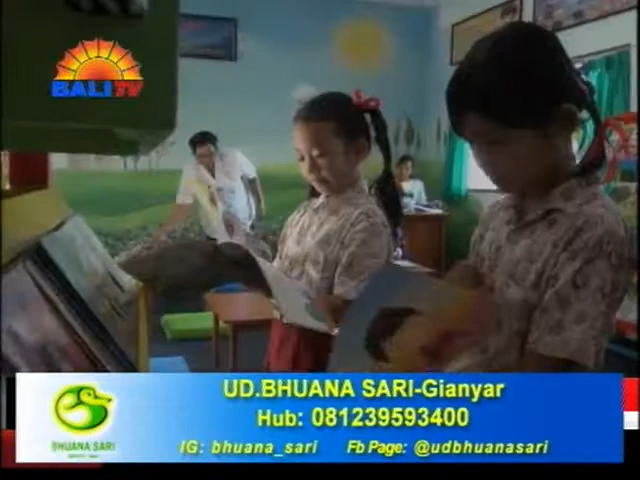 BALI TV
UD.BHUANA SARI-Gianyar
Hub: 081239593400
BHUANA SARI
IG: bhuana_sari Fb Page: @udbhuanasari